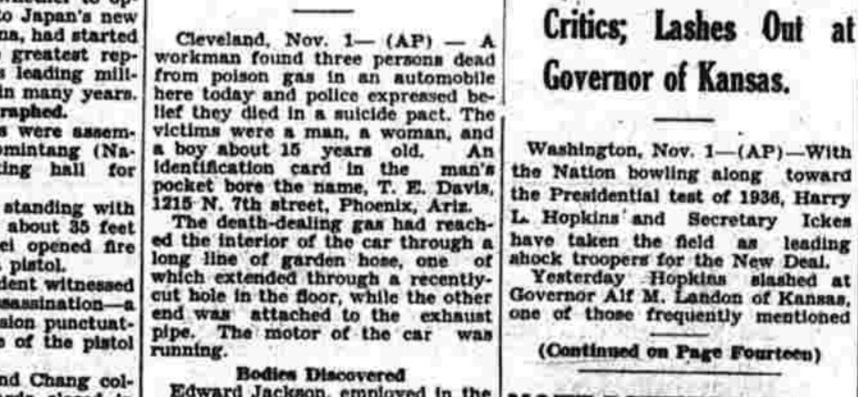 to Japan's new
na, had started
greatest rep-
s leading mili-
in many years.
raphed.
s were assem-
omintang (Na-
ting hall for
standing with
about 35 feet
ei opened fire
pistol.
dent witnessed
ssassination—a
sion punctuat-
e of the pistol
nd Chang col-
Cleveland, Nov. 1— (AP) — A
workman found three persons dead
from poison gas in an automobile
here today and police expressed be-
lief they died in a suicide pact. The
victims were a man, a woman, and
a boy about 15 years old. An
identification card in the man's
pocket bore the name, T. E. Davis,
1215 N. 7th street, Phoenix, Ariz.
The death-dealing gas had reach-
ed the interior of the car through a
long line of garden hose, one of
which extended through a recently-
cut hole in the floor, while the other
end was attached to the exhaust
pipe. The motor of the car was
running.
Bodies Discovered
Edward Jackson, employed in the
Critics; Lashes Out at
Governor of Kansas.
Washington, Nov. 1—(AP)—With
the Nation bowling along toward
the Presidential test of 1936, Harry
L. Hopkins and Secretary Ickes
have taken the field as leading
shock troopers for the New Deal.
Yesterday Hopkins slashed at
Governor Alf M. Landon of Kansas,
one of those frequently mentioned
(Continued on Page Fourteen)